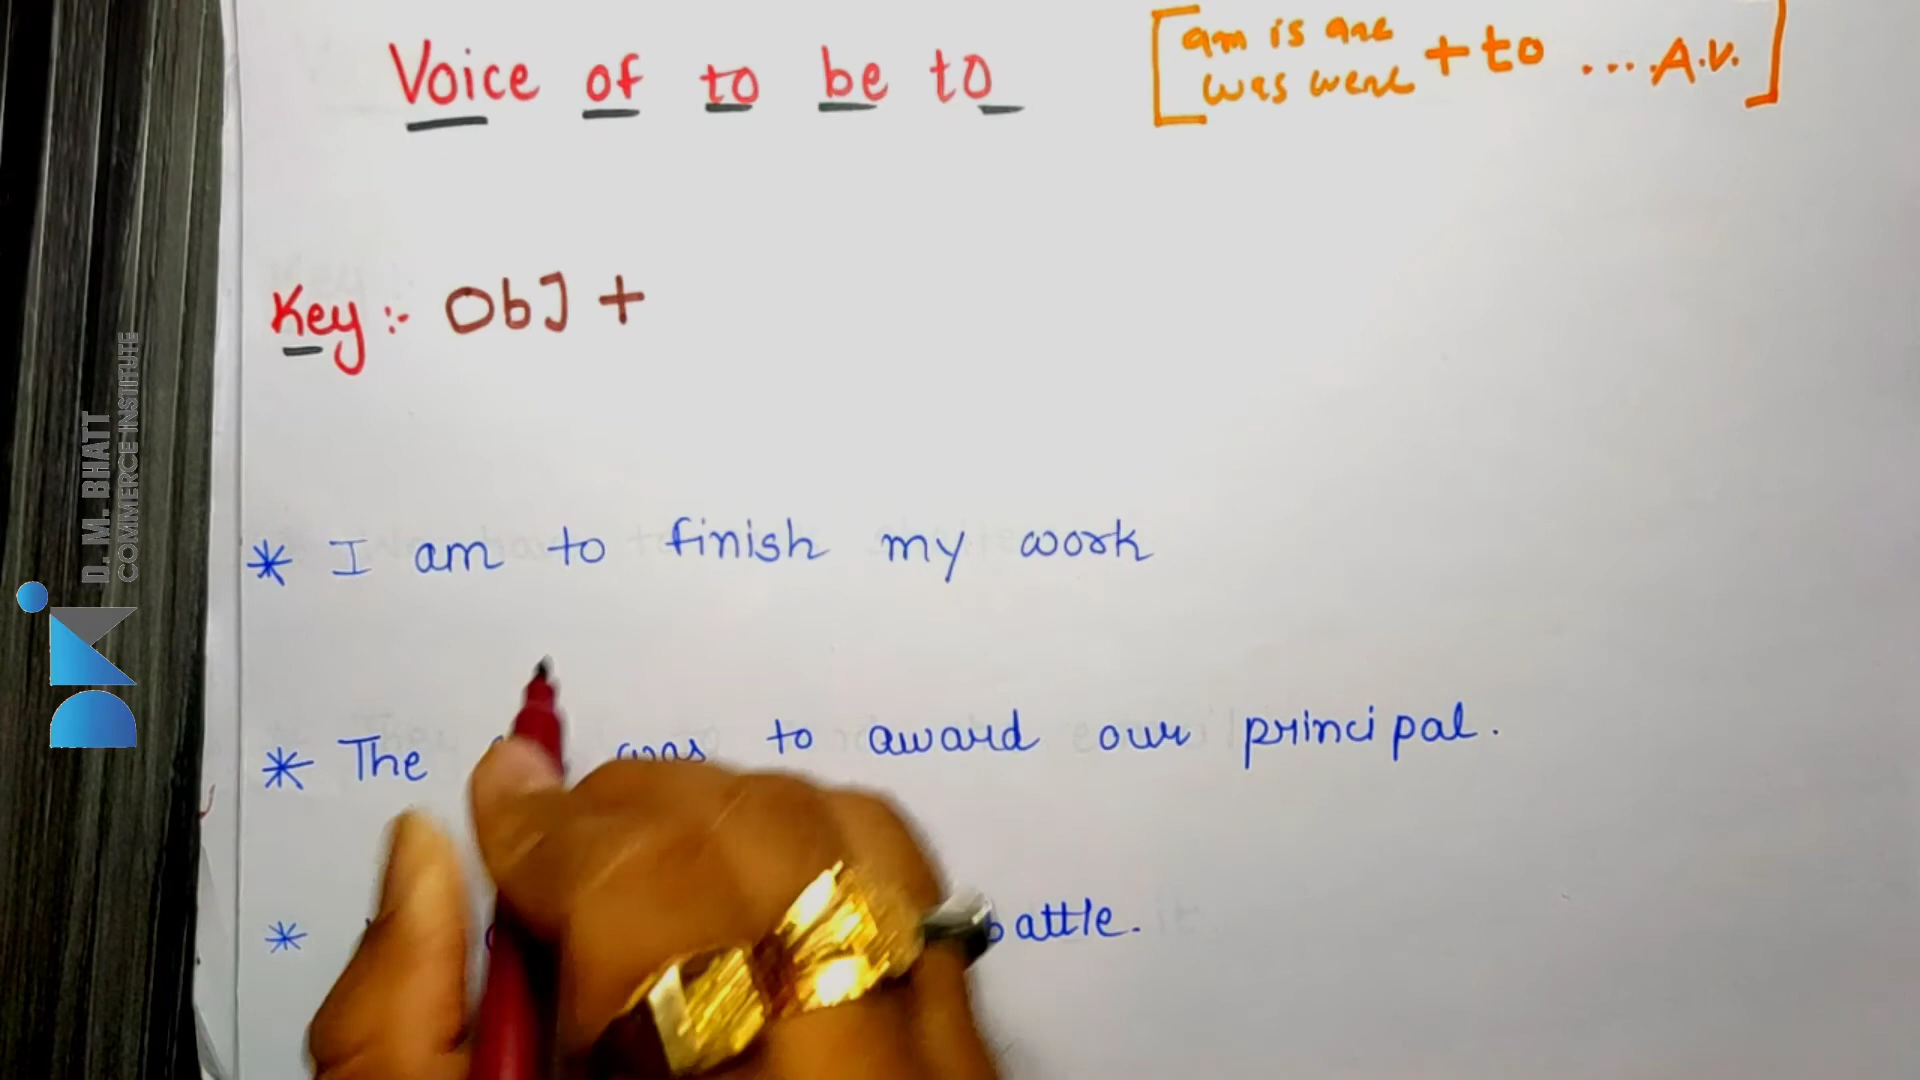 Voice of to be to
am is are
was were + to ... A.V.
Key :- Obj +
* I am to finish my work
* The was to award our principal.
* battle.
D. M. BHATT
COMMERCE INSTITUTE